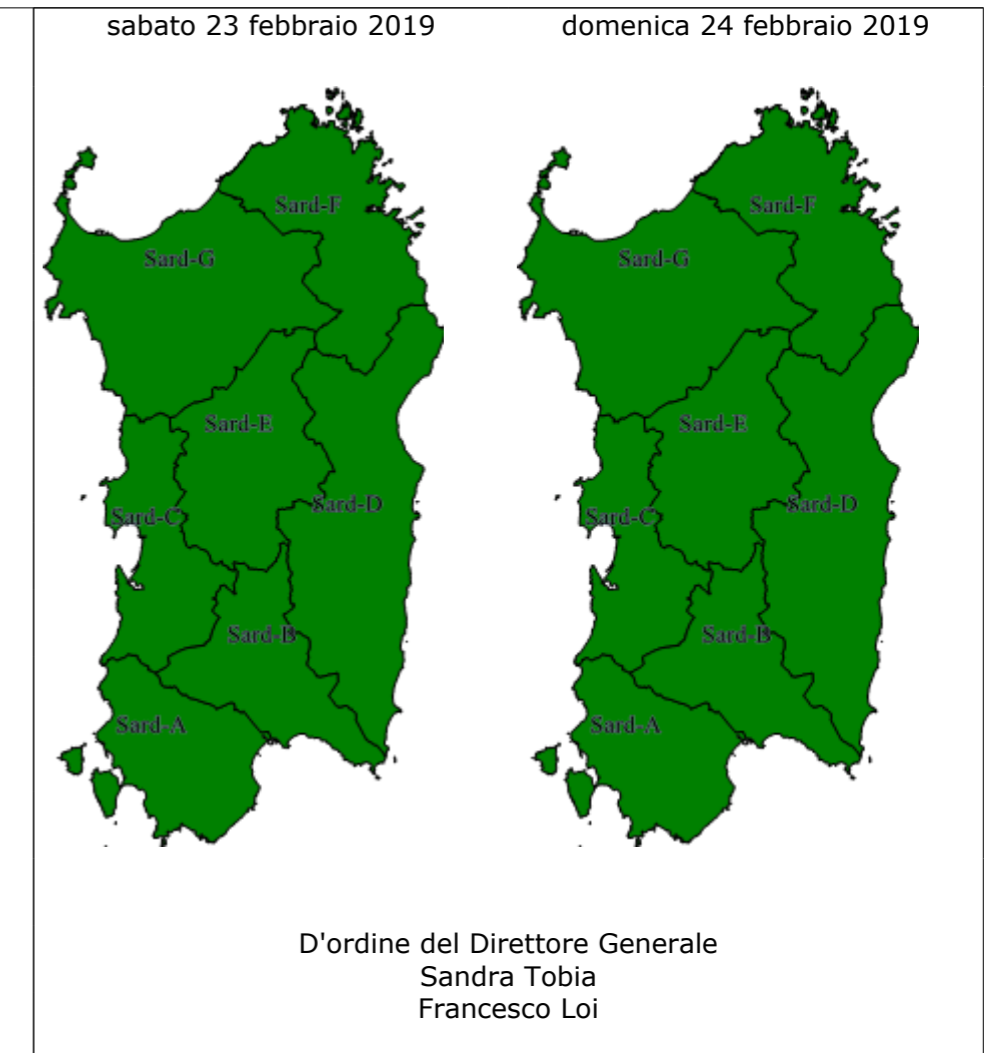 sabato 23 febbraio 2019
domenica 24 febbraio 2019
Sard-F
Sard-G
Sard-E
Sard-D
Sard-C
Sard-B
Sard-A
Sard-F
Sard-G
Sard-E
Sard-D
Sard-C
Sard-B
Sard-A
D'ordine del Direttore Generale
Sandra Tobia
Francesco Loi